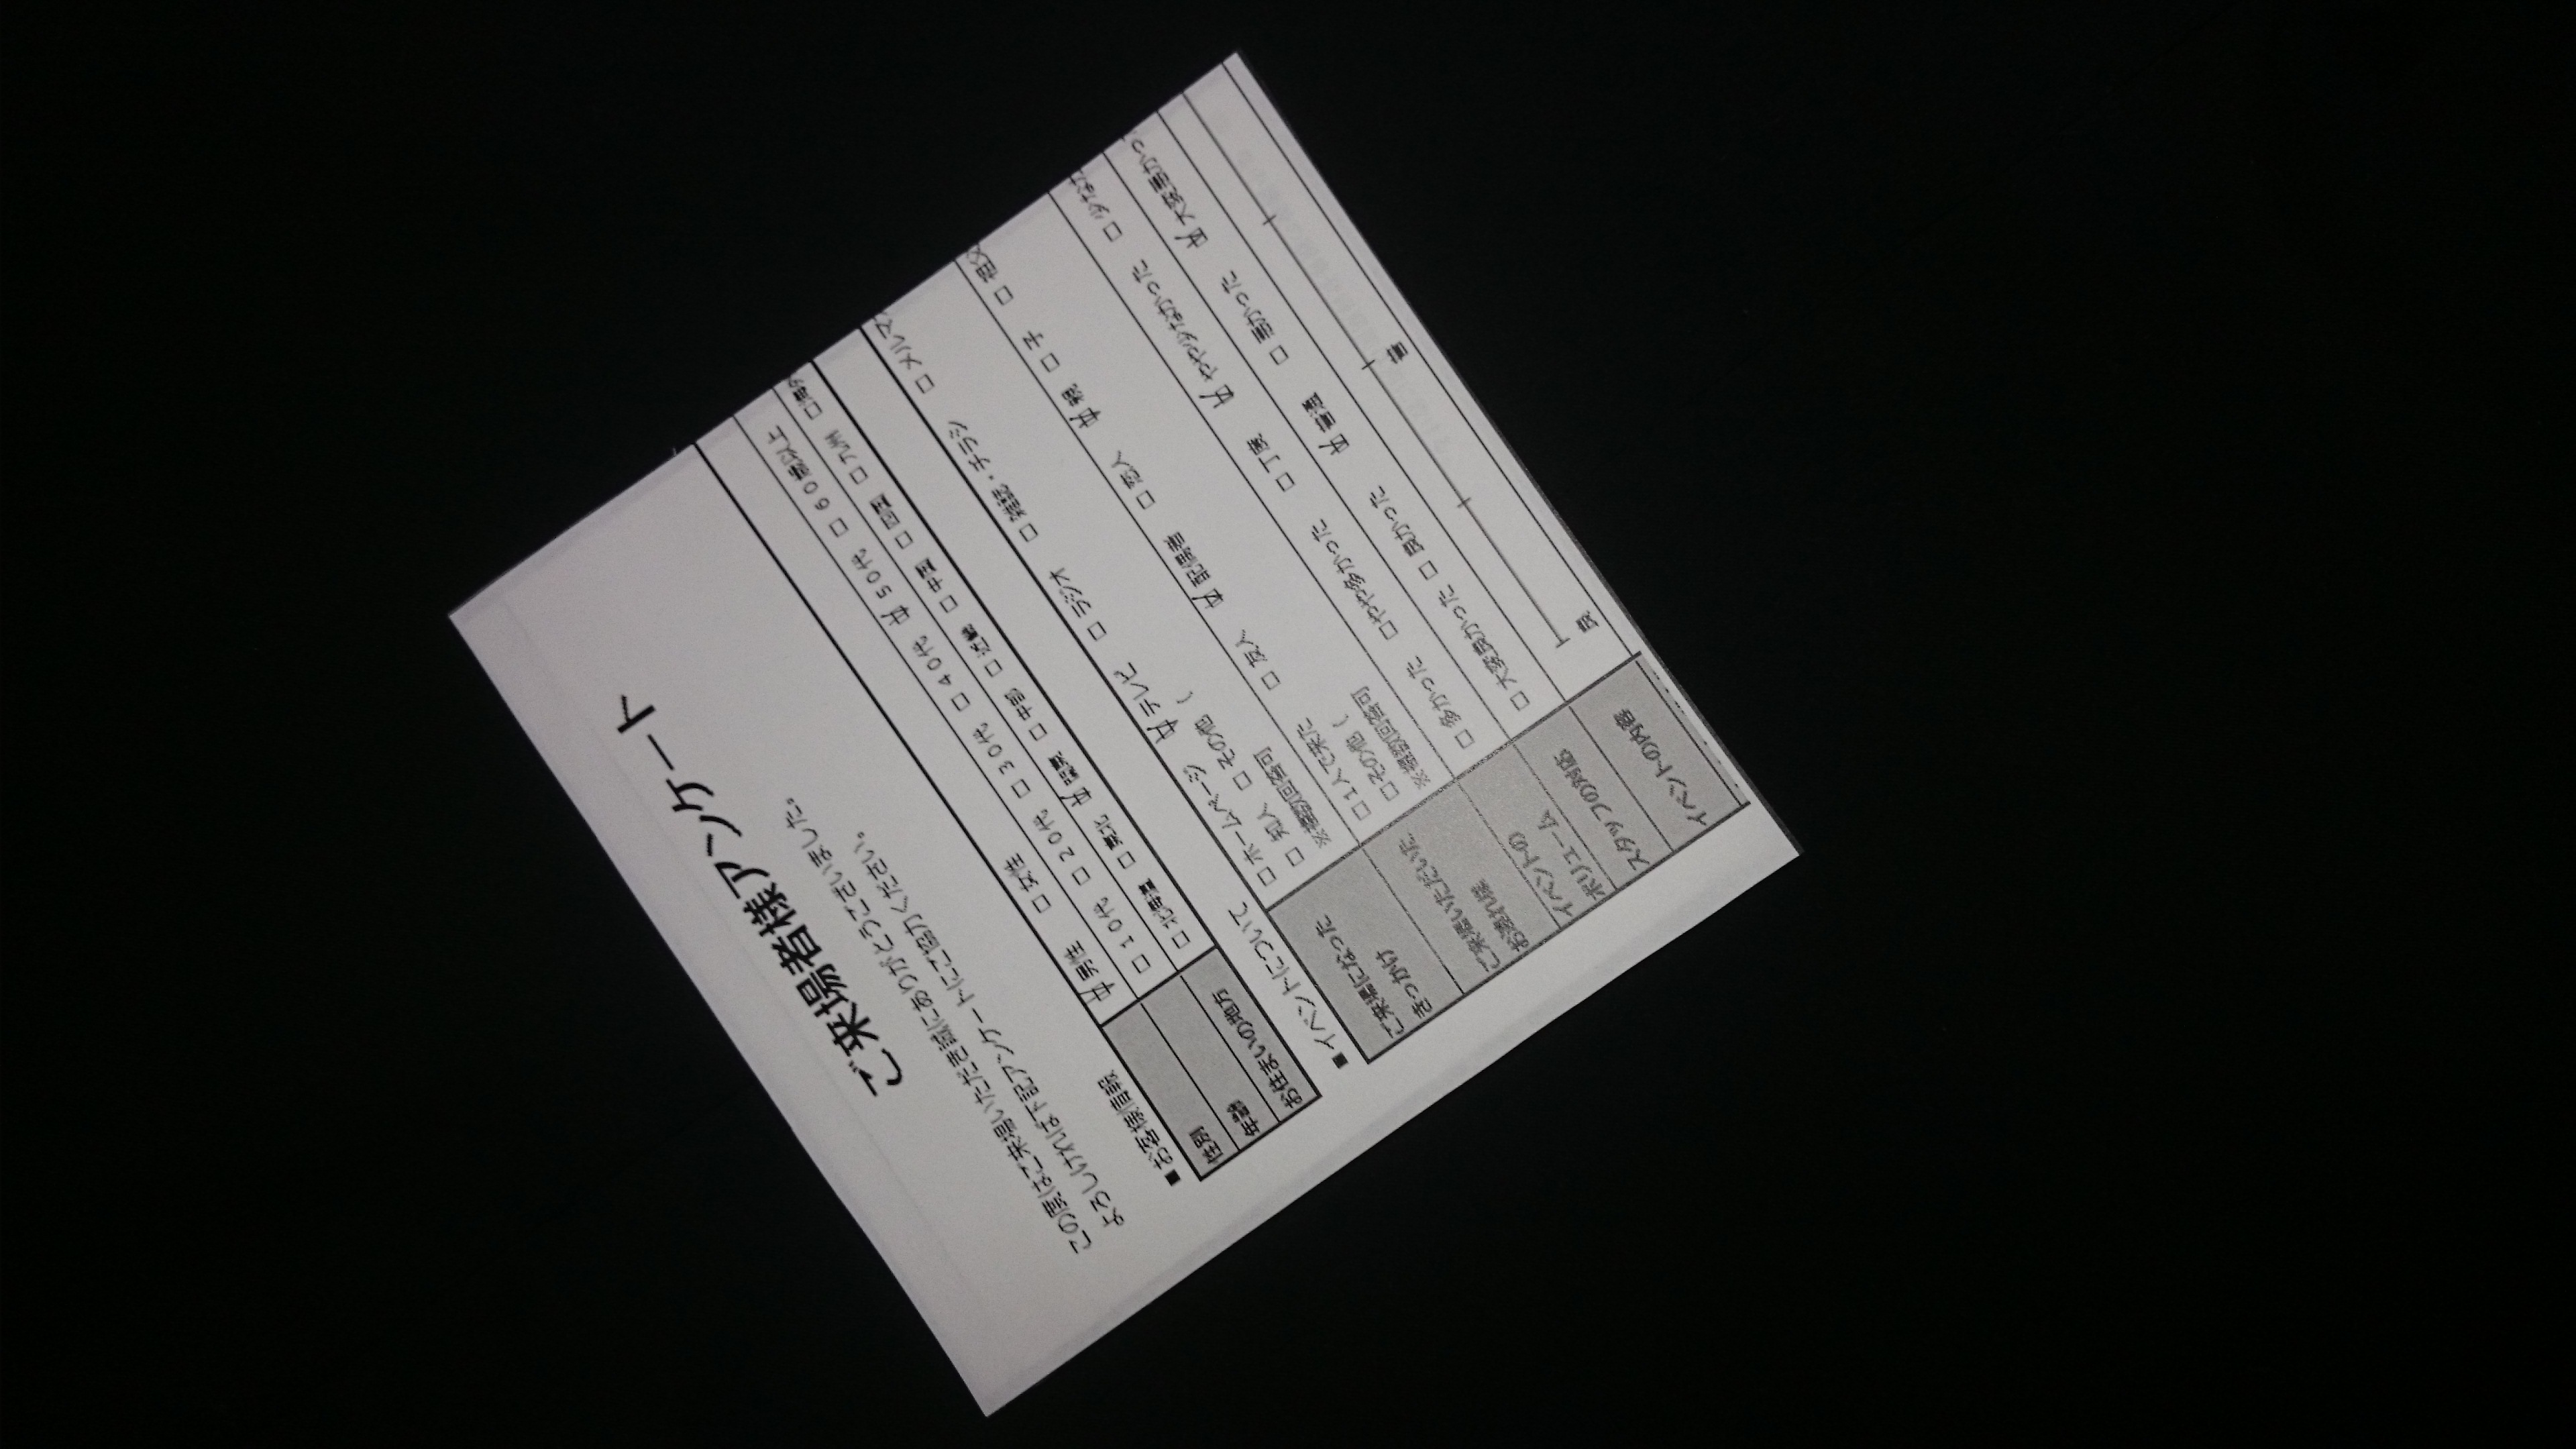 ご来場者様アンケート
この度はご来場いただき誠にありがとうございました。
よろしければ下記アンケートにご協力ください。
■お客様情報
性別 ☑ 男性 □ 女性
年齢 □ 10代 □ 20代 □ 30代 □ 40代 ☑ 50代 □ 60歳以上
お住まいの地方 □ 北海道 □ 東北 ☑ 関東 □ 中部 □ 近畿 □ 中国 □ 四国 □ 九州 □海外
■イベントについて
ご来場になった
きっかけ
□ ホームページ ☑ テレビ □ ラジオ □ 雑誌・チラシ □ メルマ
□ 知人 □ その他 (
※複数回答可
ご来場いただいた
お連れ様
□1人で来た □ 友人 ☑ 配偶者 □ 恋人 ☑ 親 □ 子 □ 祖父
□その他 (
※複数回答可
イベントの
ボリューム
□ 多かった □やや多かった □ 丁度 ☑ やや少なかった □ 少なか
スタッフの対応 □ 大変良かった □ 良かった ☑ 普通 □ 悪かった ☑ 大変悪かっ
イベントの内容
良 普